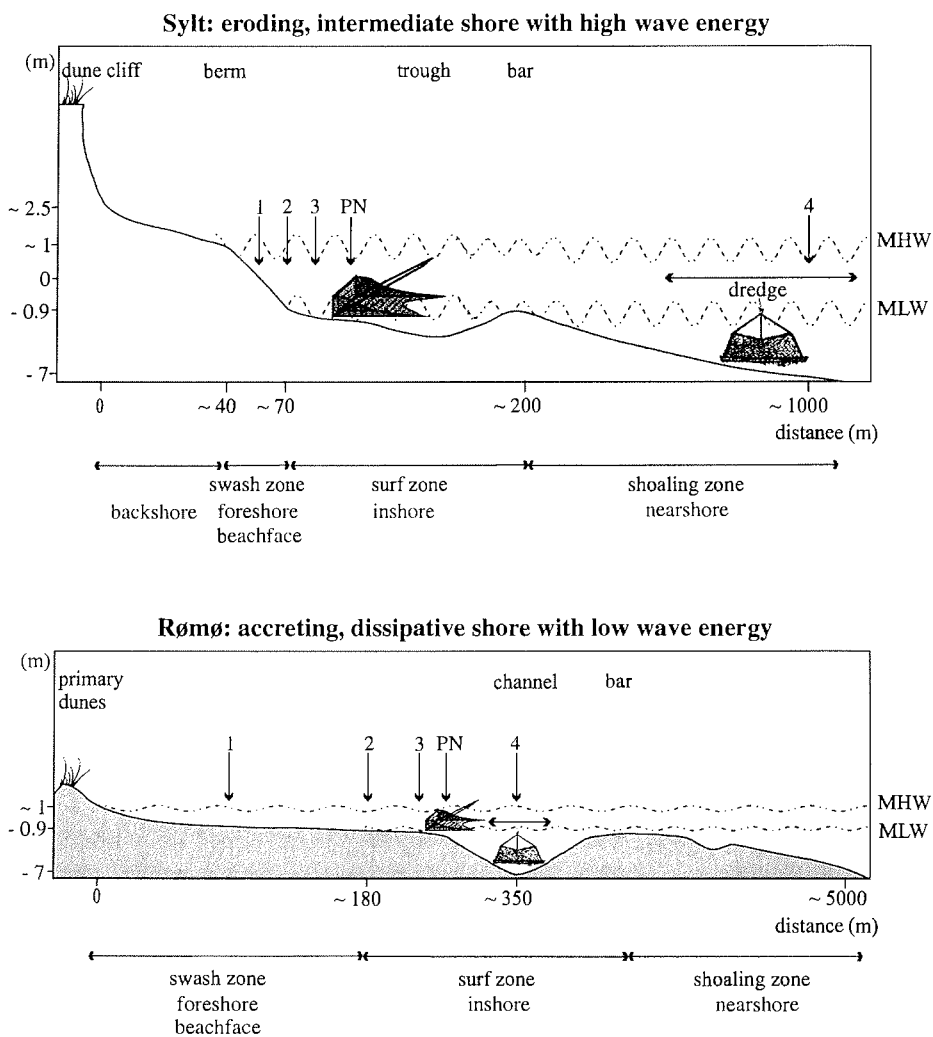 Sylt: eroding, intermediate shore with high wave energy
(m)
dune cliff berm trough bar
1 2 3 PN 4
~ 2.5
~ 1
0
- 0.9
- 7
MHW
MLW
dredge
0 ~ 40 ~ 70 ~ 200 ~ 1000
distanee (m)
swash zone surf zone shoaling zone
backshore foreshore inshore nearshore
beachface
Rømø: accreting, dissipative shore with low wave energy
(m)
primary channel bar
dunes
1 2 3 PN 4
~ 1
- 0.9
- 7
MHW
MLW
0 ~ 180 ~ 350 ~ 5000
distance (m)
swash zone surf zone shoaling zone
foreshore inshore nearshore
beachface